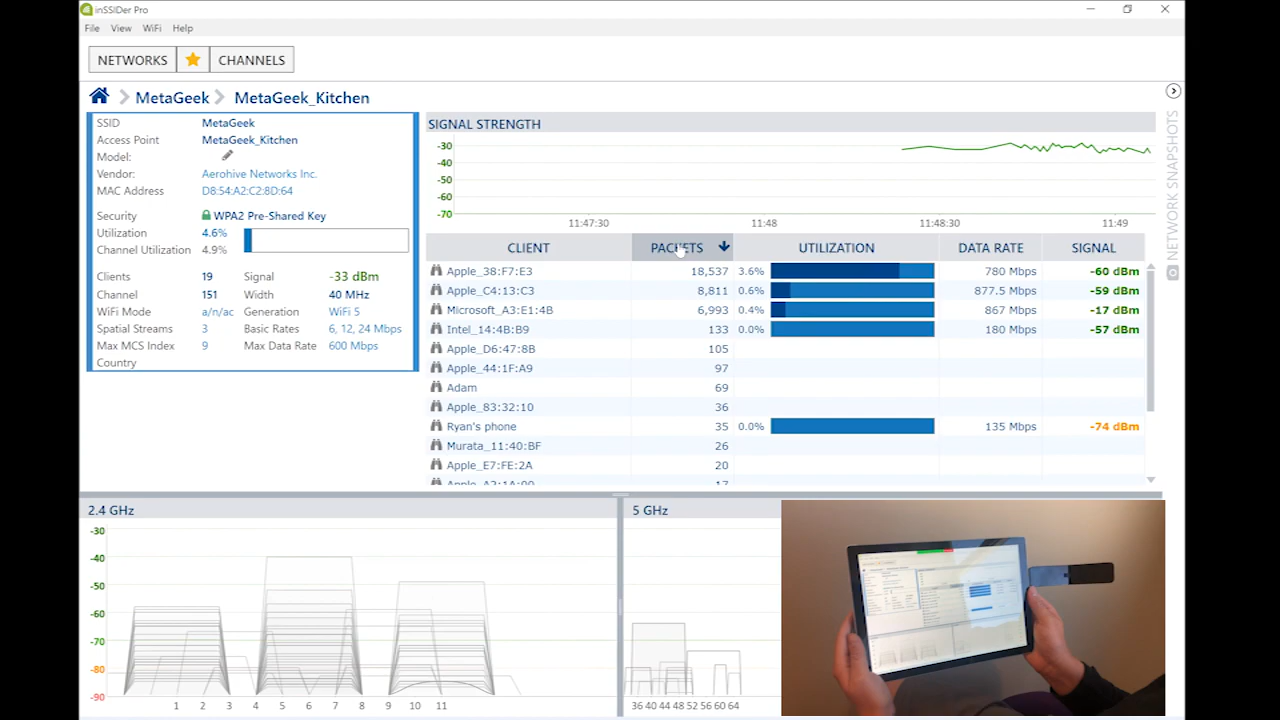 inSSIDer Pro
File View WiFi Help
NETWORKS CHANNELS
MetaGeek MetaGeek_Kitchen
SSID MetaGeek
Access Point MetaGeek_Kitchen
Model:
Vendor: Aerohive Networks Inc.
MAC Address D8:54:A2:C2:8D:64
Security WPA2 Pre-Shared Key
Utilization 4.6%
Channel Utilization 4.9%
Clients 19 Signal -33 dBm
Channel 151 Width 40 MHz
WiFi Mode a/n/ac Generation WiFi 5
Spatial Streams 3 Basic Rates 6, 12, 24 Mbps
Max MCS Index 9 Max Data Rate 600 Mbps
Country
SIGNAL STRENGTH
-30
-40
-50
-60
-70
11:47:30 11:48 11:48:30 11:49
CLIENT PACKETS UTILIZATION DATA RATE SIGNAL
Apple_38:F7:E3 18,537 3.6% 780 Mbps -60 dBm
Apple_C4:13:C3 8,811 0.6% 877.5 Mbps -59 dBm
Microsoft_A3:E1:4B 6,993 0.4% 867 Mbps -17 dBm
Intel_14:4B:B9 133 0.0% 180 Mbps -57 dBm
Apple_D6:47:8B 105
Apple_44:1F:A9 97
Adam 69
Apple_83:32:10 36
Ryan's phone 35 0.0% 135 Mbps -74 dBm
Murata_11:40:BF 26
Apple_E7:FE:2A 20
NETWORK SNAPSHOTS
2.4 GHz
-30
-40
-50
-60
-70
-80
-90
1 2 3 4 5 6 7 8 9 10 11
5 GHz
36 40 44 48 52 56 60 64